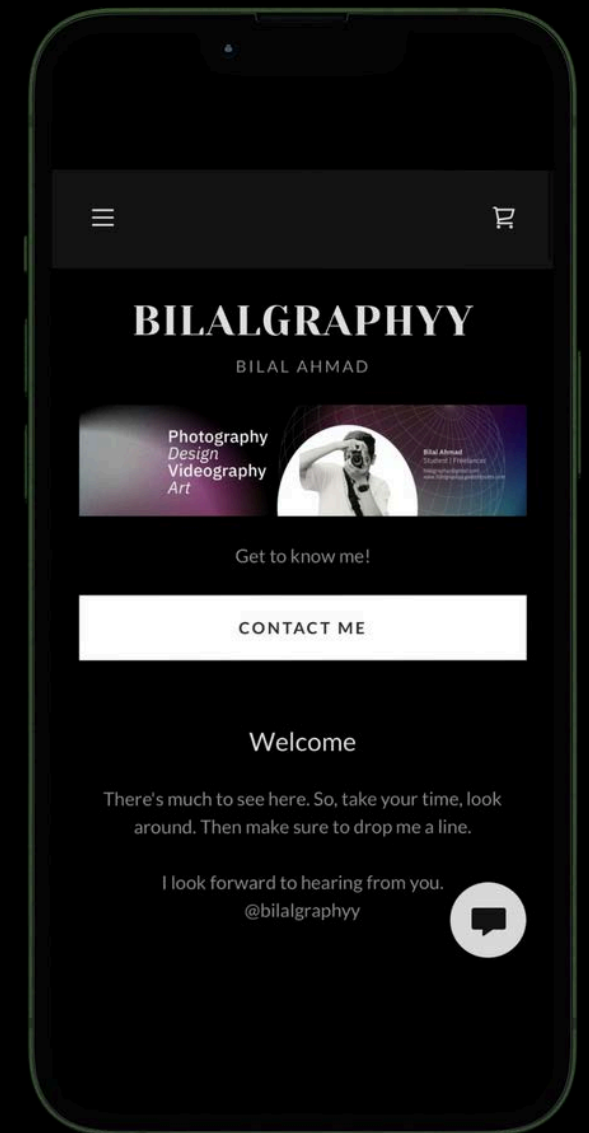 BILALGRAPHYY
BILAL AHMAD
Photography
Design
Videography
Art
Bilal Ahmad
Student | Freelancer
Get to know me!
CONTACT ME
Welcome
There's much to see here. So, take your time, look
around. Then make sure to drop me a line.
I look forward to hearing from you.
@bilalgraphyy